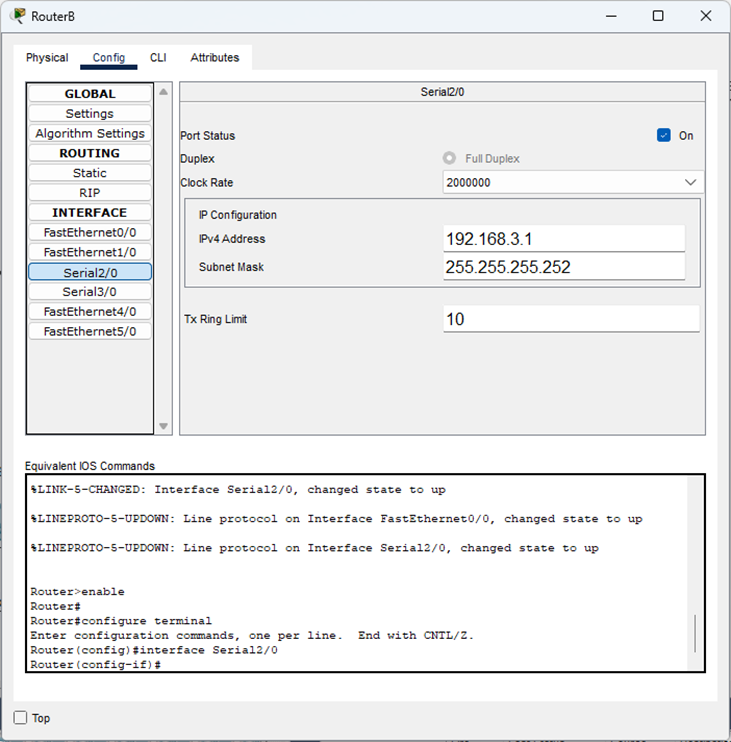 RouterB
Physical Config CLI Attributes
GLOBAL
Settings
Algorithm Settings
ROUTING
Static
RIP
INTERFACE
FastEthernet0/0
FastEthernet1/0
Serial2/0
Serial3/0
FastEthernet4/0
FastEthernet5/0
Serial2/0
Port Status On
Duplex Full Duplex
Clock Rate 2000000
IP Configuration
IPv4 Address 192.168.3.1
Subnet Mask 255.255.255.252
Tx Ring Limit 10
Equivalent IOS Commands
%LINK-5-CHANGED: Interface Serial2/0, changed state to up
%LINEPROTO-5-UPDOWN: Line protocol on Interface FastEthernet0/0, changed state to up
%LINEPROTO-5-UPDOWN: Line protocol on Interface Serial2/0, changed state to up
Router>enable
Router#
Router#configure terminal
Enter configuration commands, one per line. End with CNTL/Z.
Router(config)#interface Serial2/0
Router(config-if)#
Top